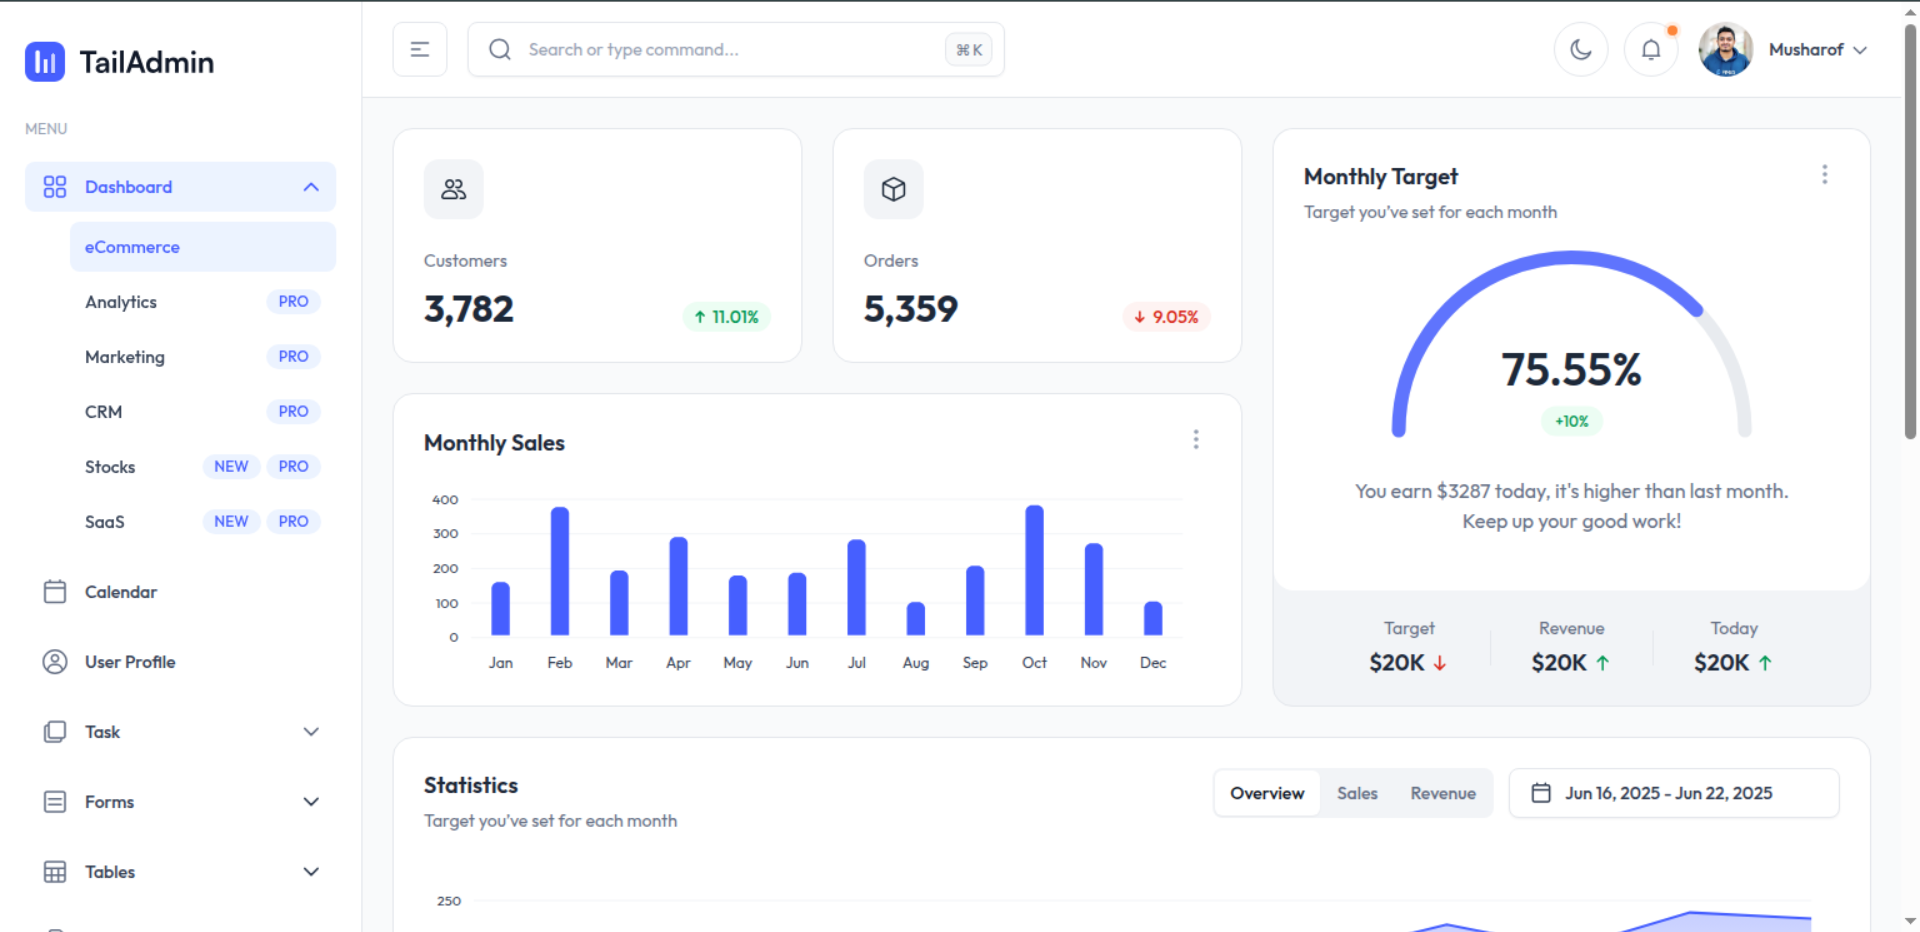 TailAdmin
MENU
Dashboard
eCommerce
Analytics PRO
Marketing PRO
CRM PRO
Stocks NEW PRO
SaaS NEW PRO
Calendar
User Profile
Task
Forms
Tables
Search or type command... ⌘ K
Musharof
Customers
3,782 ↑ 11.01%
Orders
5,359 ↓ 9.05%
Monthly Sales
400
300
200
100
0
Jan Feb Mar Apr May Jun Jul Aug Sep Oct Nov Dec
Monthly Target
Target you've set for each month
75.55%
+10%
You earn $3287 today, it's higher than last month.
Keep up your good work!
Target Revenue Today
$20K ↓ $20K ↑ $20K ↑
Statistics
Target you've set for each month
Overview Sales Revenue
Jun 16, 2025 - Jun 22, 2025
250